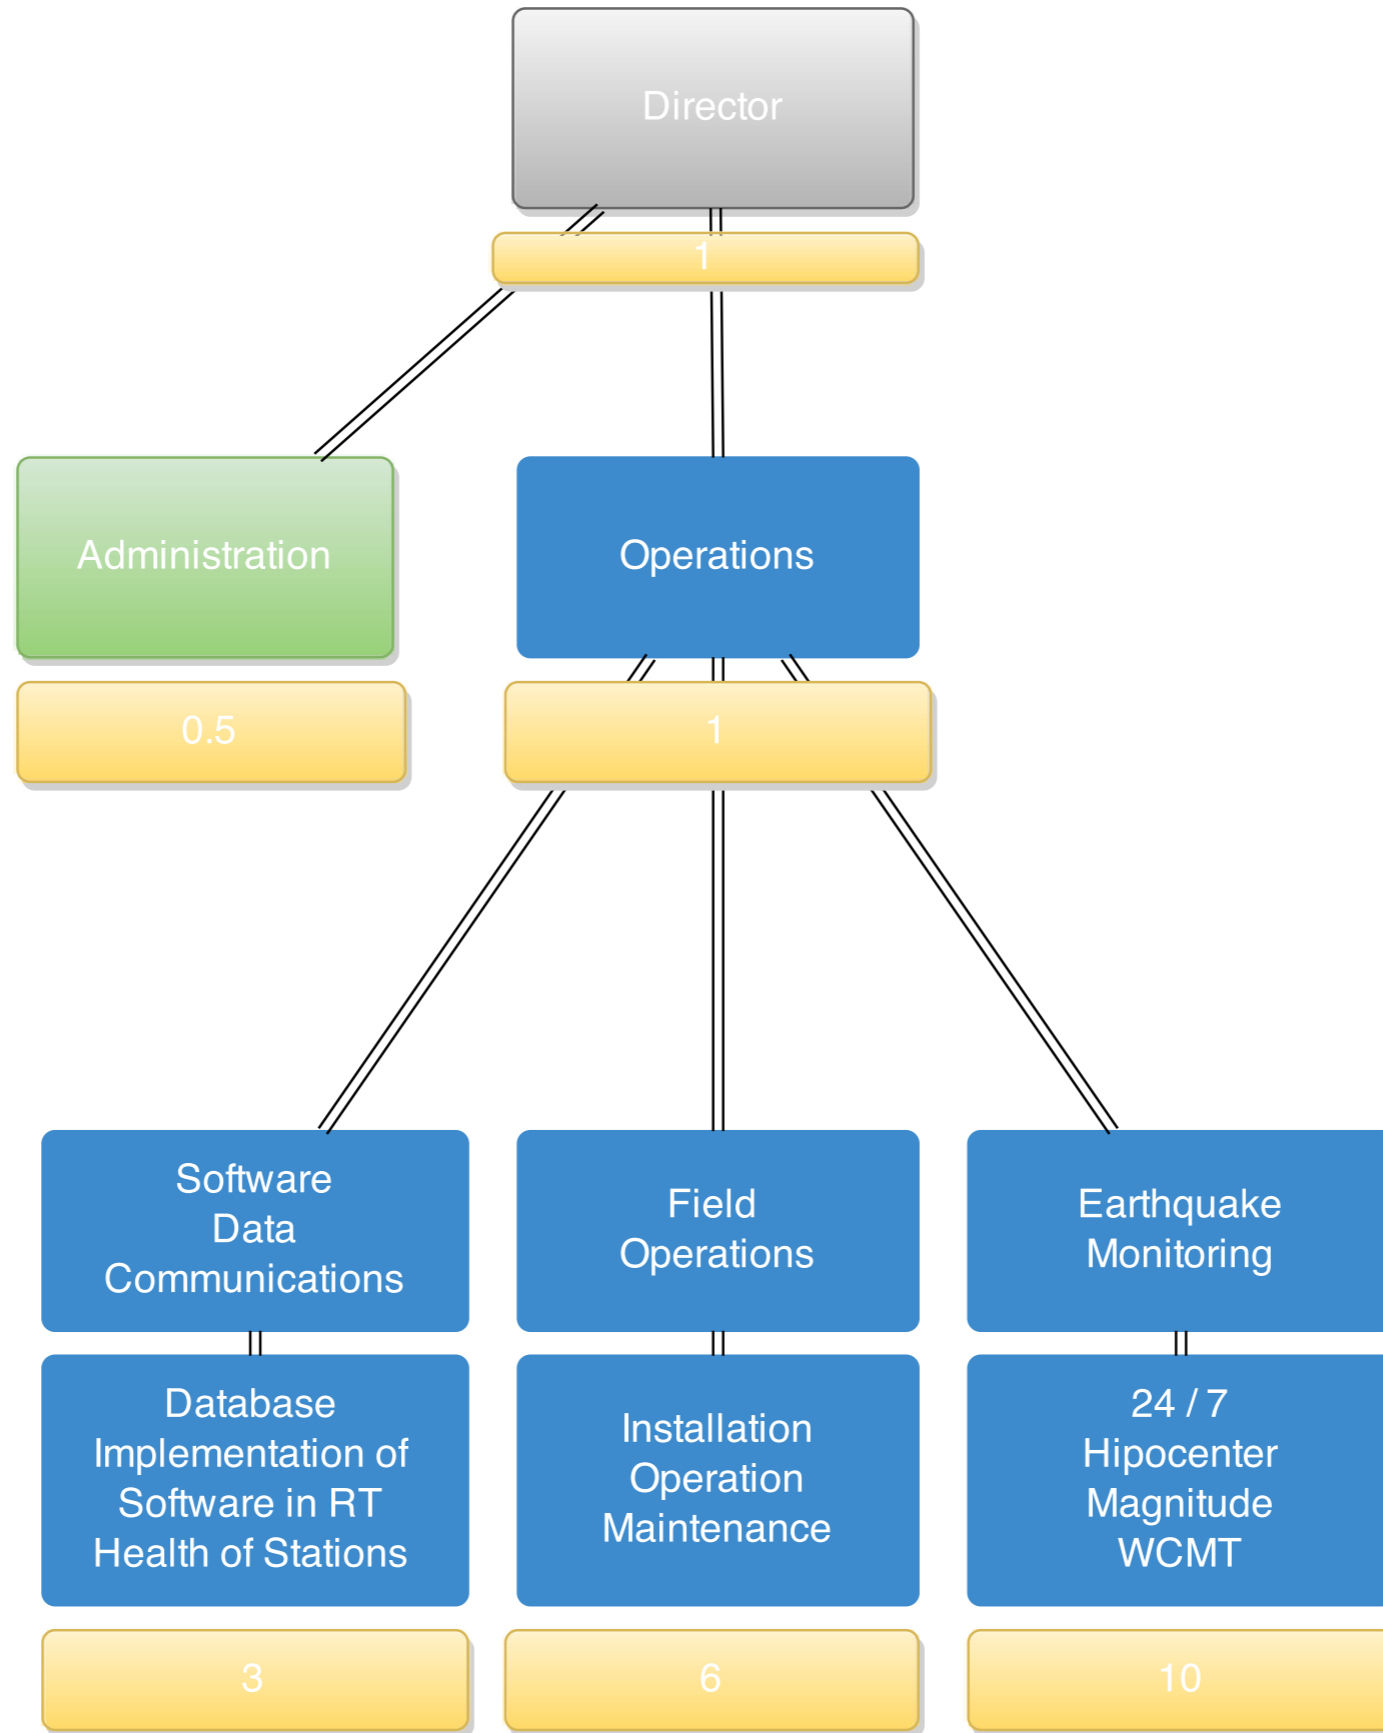 Director
1
Administration
Operations
0.5
1
Software
Data
Communications
Field
Operations
Earthquake
Monitoring
Database
Implementation of
Software in RT
Health of Stations
Installation
Operation
Maintenance
24 / 7
Hipocenter
Magnitude
WCMT
3
6
10